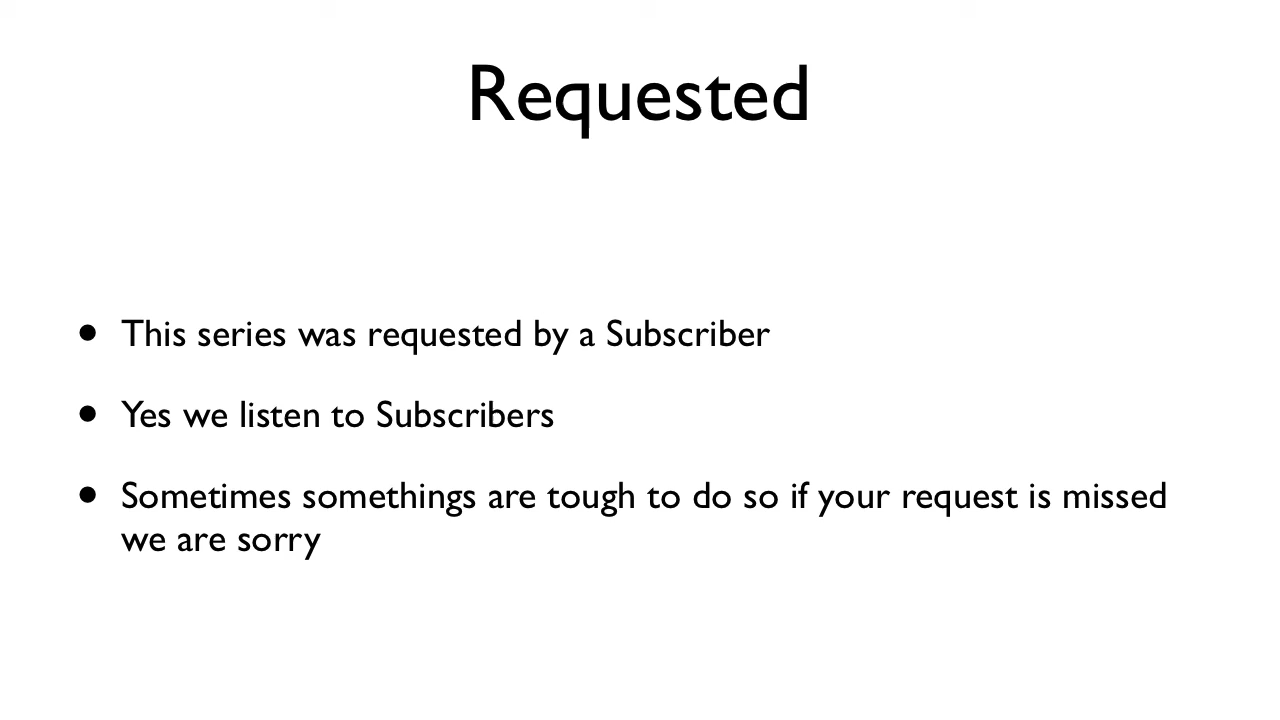 Requested
• This series was requested by a Subscriber
• Yes we listen to Subscribers
• Sometimes somethings are tough to do so if your request is missed
we are sorry